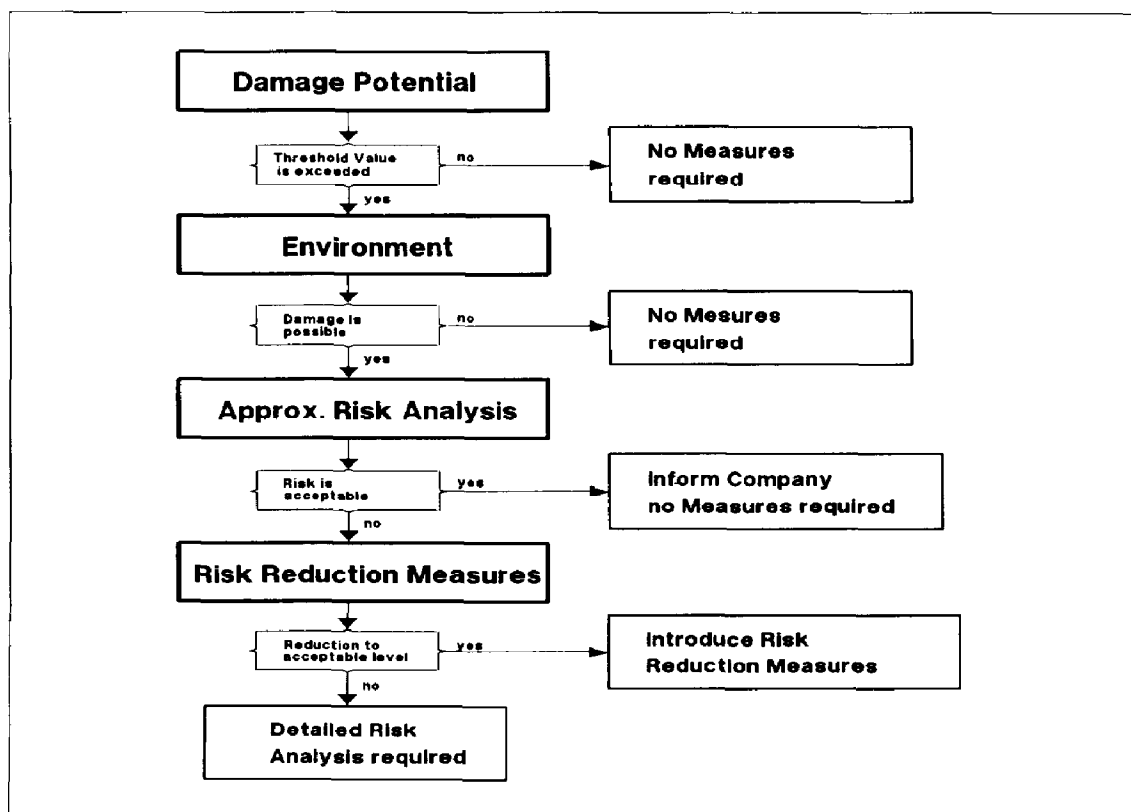 Damage Potential
Threshold Value
is exceeded
no
No Measures
required
yes
Environment
Damage is
possible
no
No Mesures
required
yes
Approx. Risk Analysis
Risk is
acceptable
yes
Inform Company
no Measures required
no
Risk Reduction Measures
Reduction to
acceptable level
yes
Introduce Risk
Reduction Measures
no
Detailed Risk
Analysis required